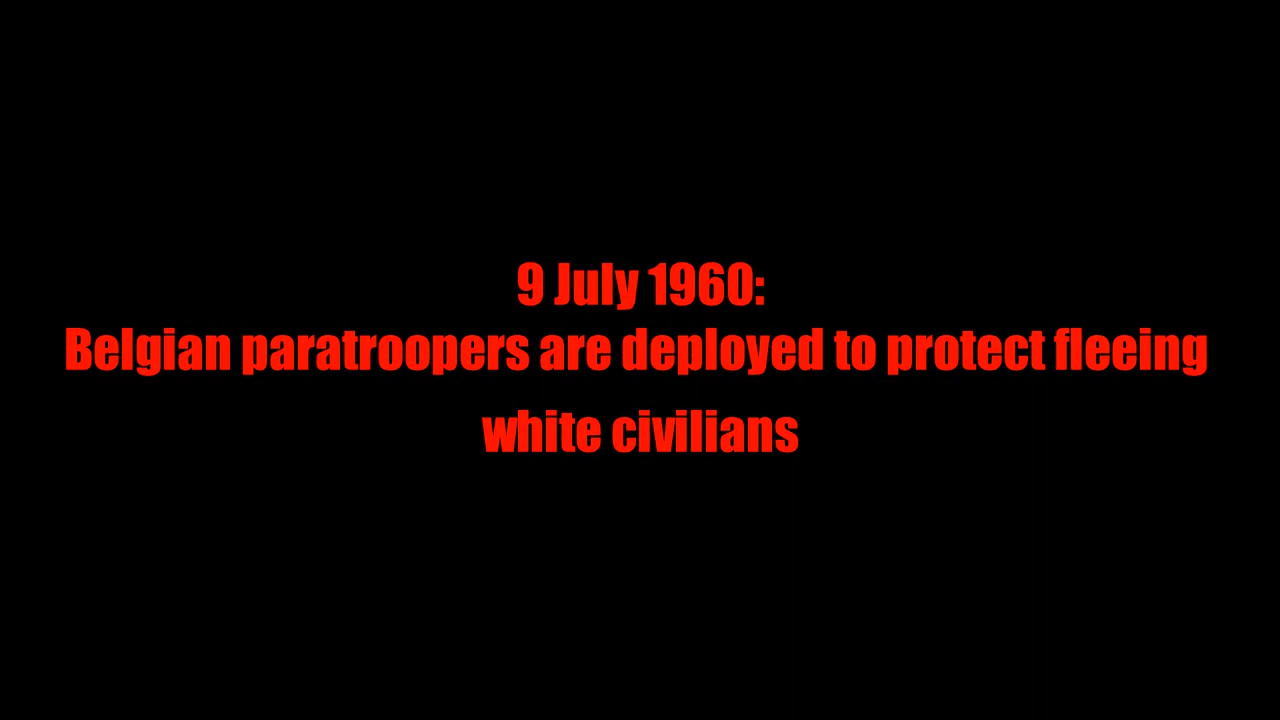 9 July 1960:
Belgian paratroopers are deployed to protect fleeing
white civilians